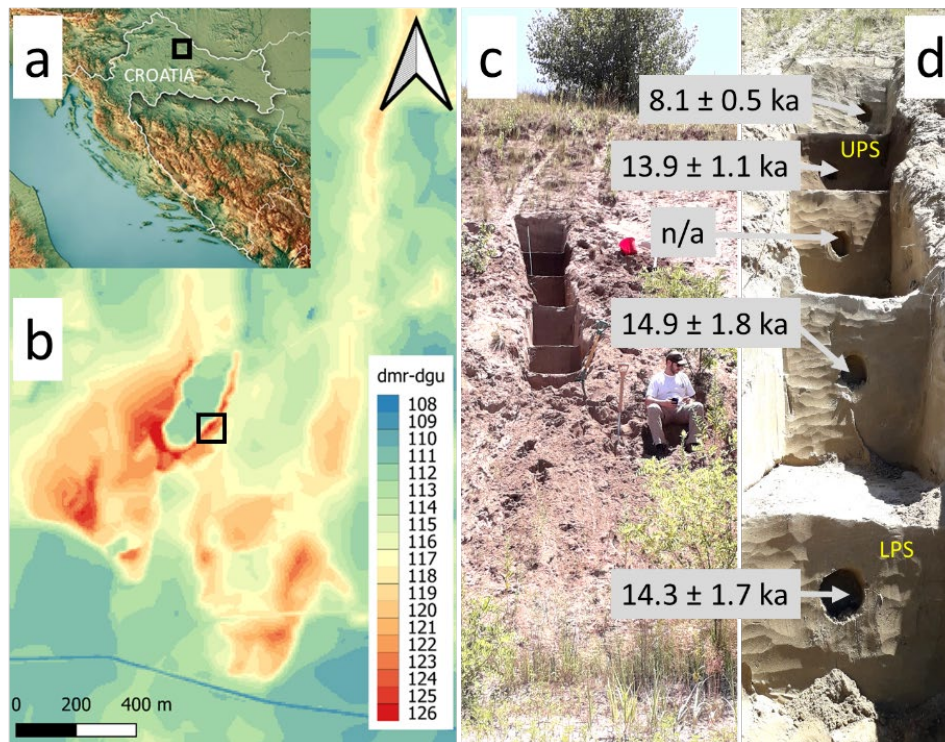 a
CROATIA
b
dmr-dgu
108
109
110
111
112
113
114
115
116
117
118
119
120
121
122
123
124
125
126
0 200 400 m
c
d
8.1 ± 0.5 ka
UPS
13.9 ± 1.1 ka
n/a
14.9 ± 1.8 ka
LPS
14.3 ± 1.7 ka